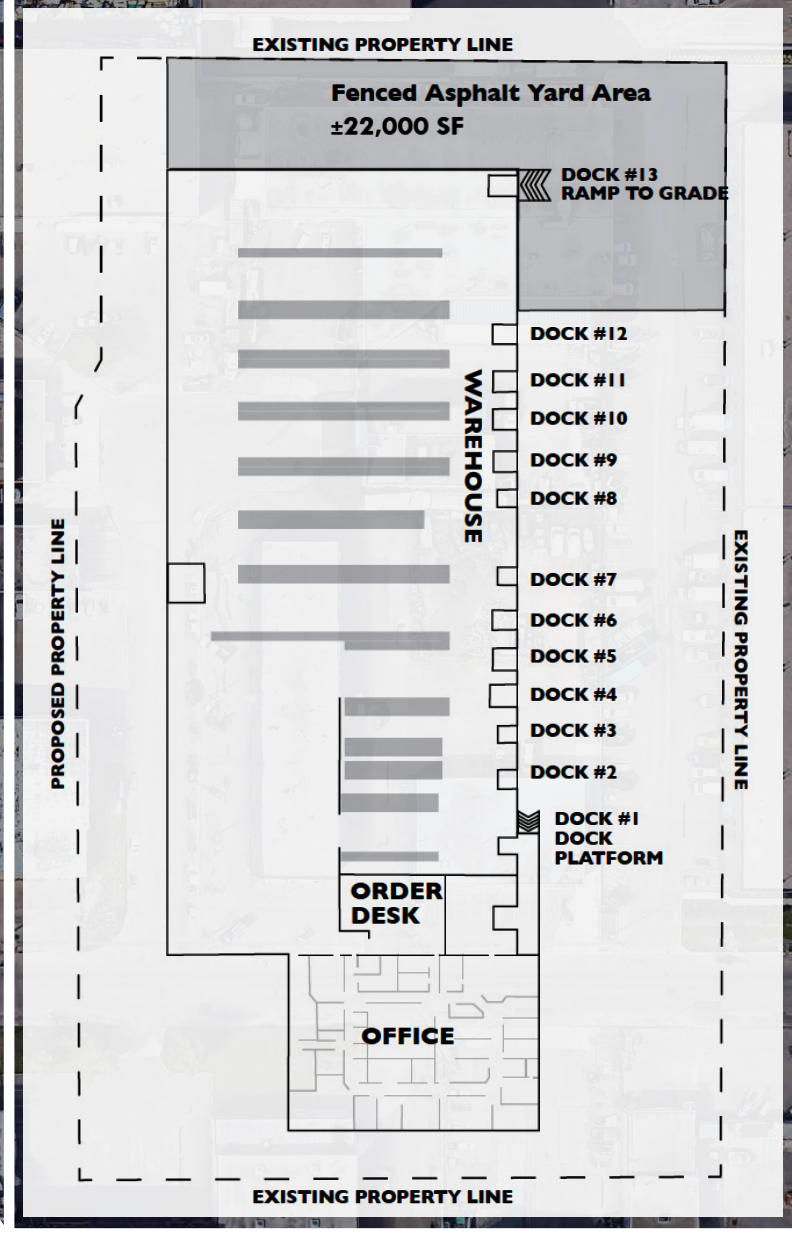 EXISTING PROPERTY LINE
Fenced Asphalt Yard Area
±22,000 SF
DOCK #13
RAMP TO GRADE
DOCK #12
DOCK #11
DOCK #10
WAREHOUSE
DOCK #9
DOCK #8
PROPOSED PROPERTY LINE
EXISTING PROPERTY LINE
DOCK #7
DOCK #6
DOCK #5
DOCK #4
DOCK #3
DOCK #2
DOCK #1
DOCK
PLATFORM
ORDER
DESK
OFFICE
EXISTING PROPERTY LINE